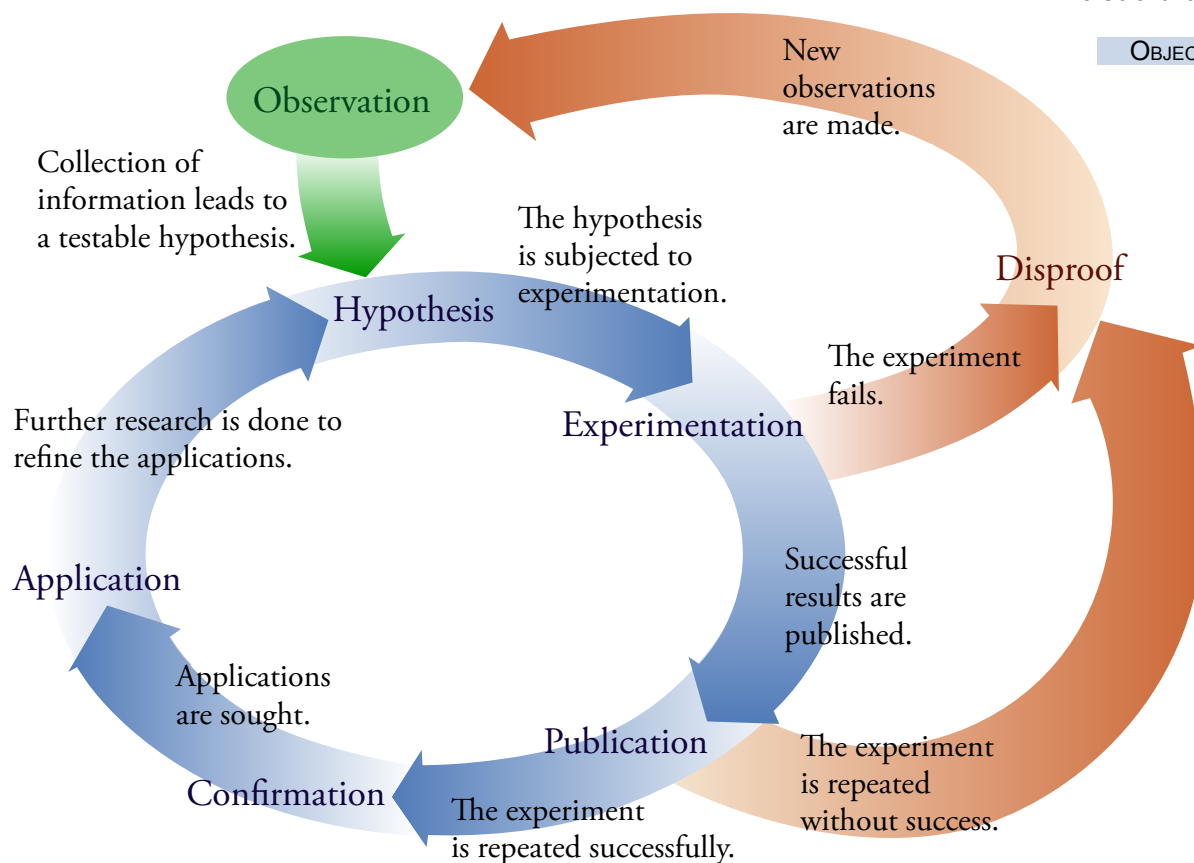 OBJEC
Observation
New
observations
are made.
Collection of
information leads to
a testable hypothesis.
The hypothesis
is subjected to
experimentation.
Disproof
Hypothesis
The experiment
fails.
Further research is done to
refine the applications.
Experimentation
Successful
results are
published.
Application
Applications
are sought.
Publication
The experiment
is repeated
without success.
Confirmation
The experiment
is repeated successfully.